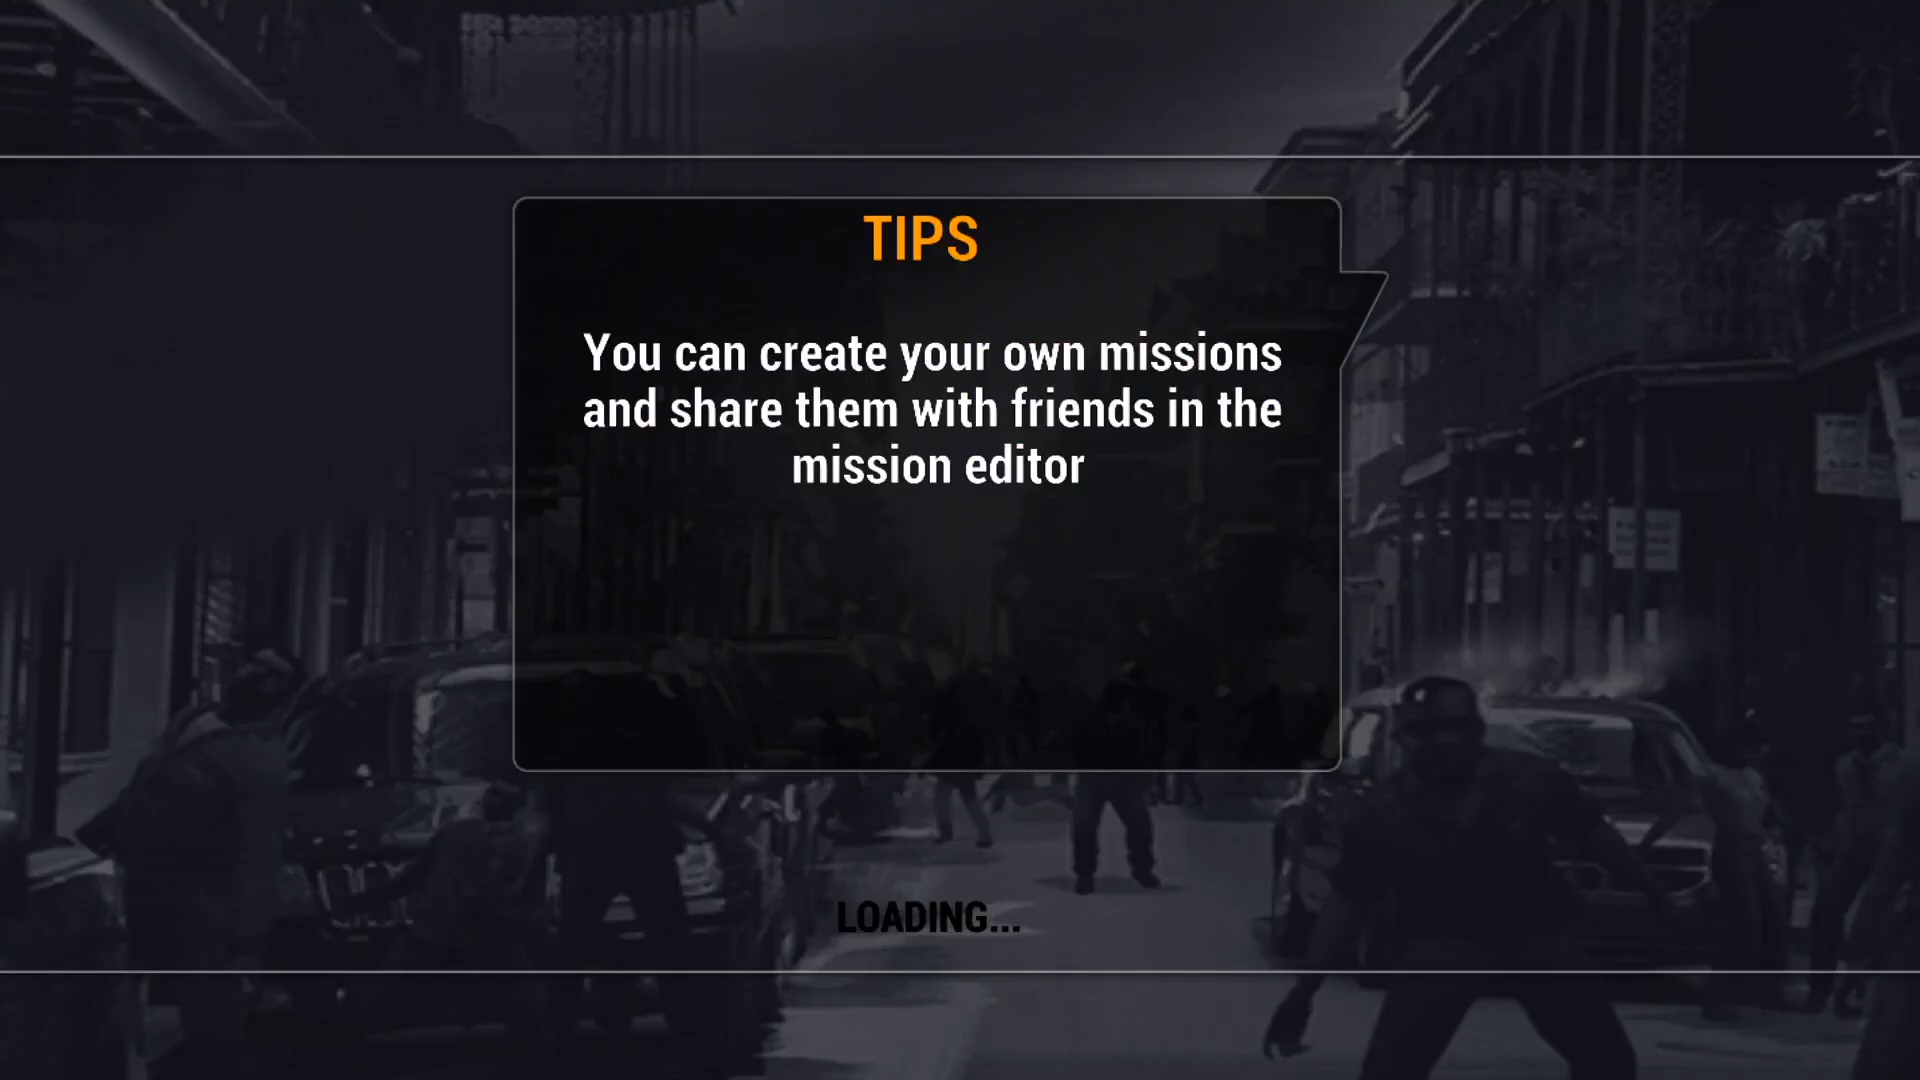 TIPS
You can create your own missions
and share them with friends in the
mission editor
LOADING...